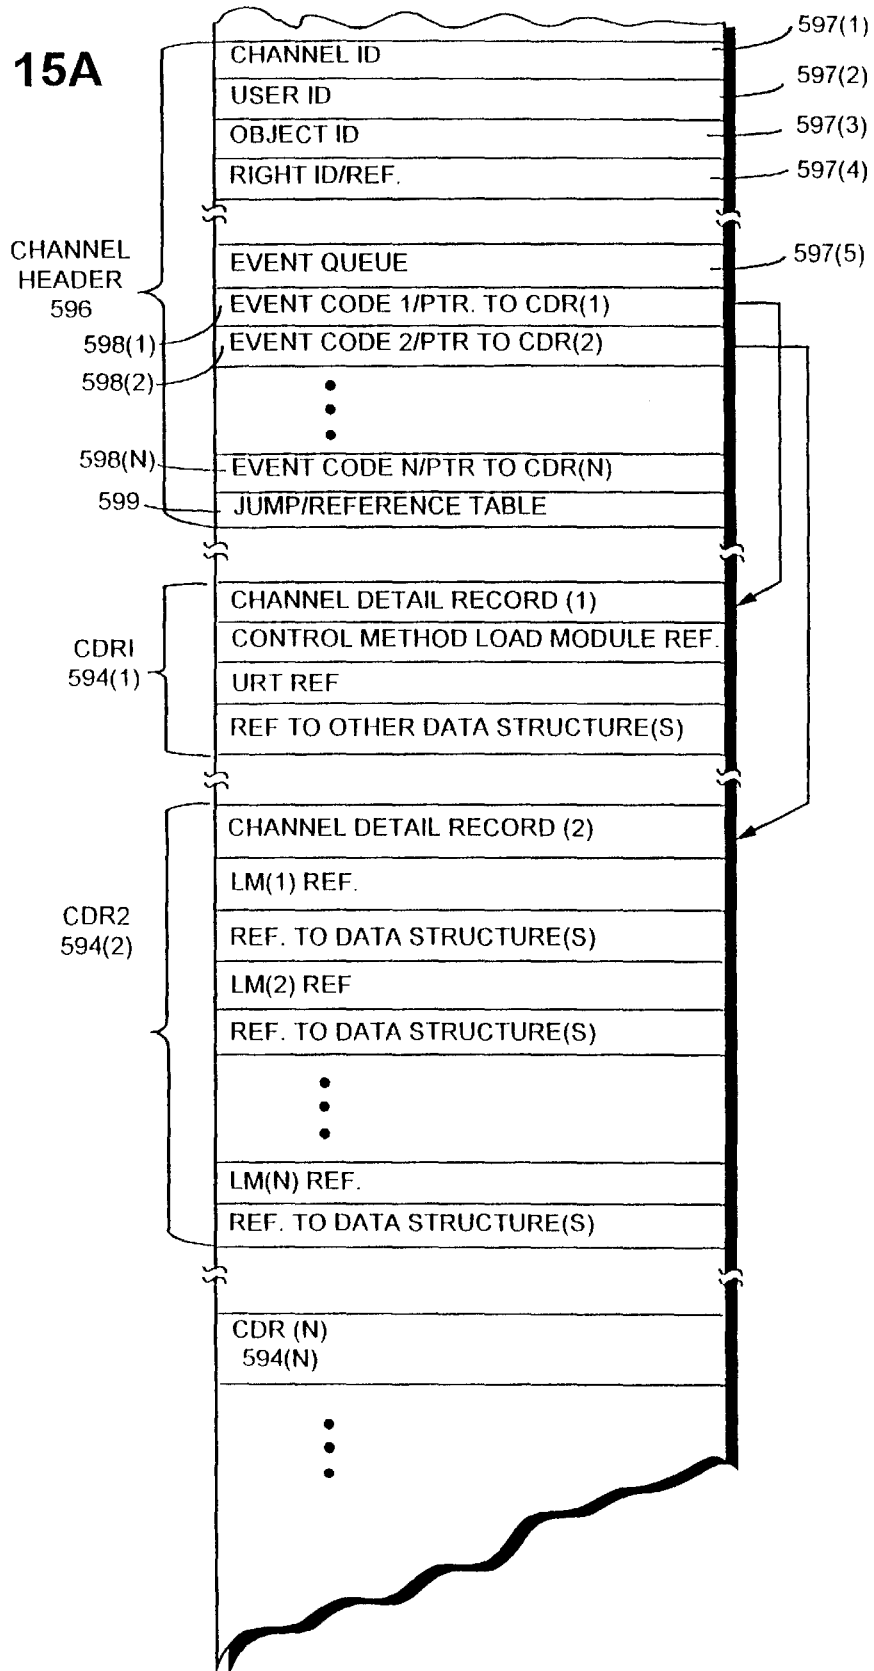 15A
CHANNEL ID
597(1)
USER ID
597(2)
OBJECT ID
597(3)
RIGHT ID/REF.
597(4)
CHANNEL
HEADER
596
EVENT QUEUE
597(5)
EVENT CODE 1/PTR. TO CDR(1)
598(1)
EVENT CODE 2/PTR TO CDR(2)
598(2)
598(N)
EVENT CODE N/PTR TO CDR(N)
599
JUMP/REFERENCE TABLE
CDRI
594(1)
CHANNEL DETAIL RECORD (1)
CONTROL METHOD LOAD MODULE REF.
URT REF
REF TO OTHER DATA STRUCTURE(S)
CDR2
594(2)
CHANNEL DETAIL RECORD (2)
LM(1) REF.
REF. TO DATA STRUCTURE(S)
LM(2) REF
REF. TO DATA STRUCTURE(S)
LM(N) REF.
REF. TO DATA STRUCTURE(S)
CDR (N)
594(N)